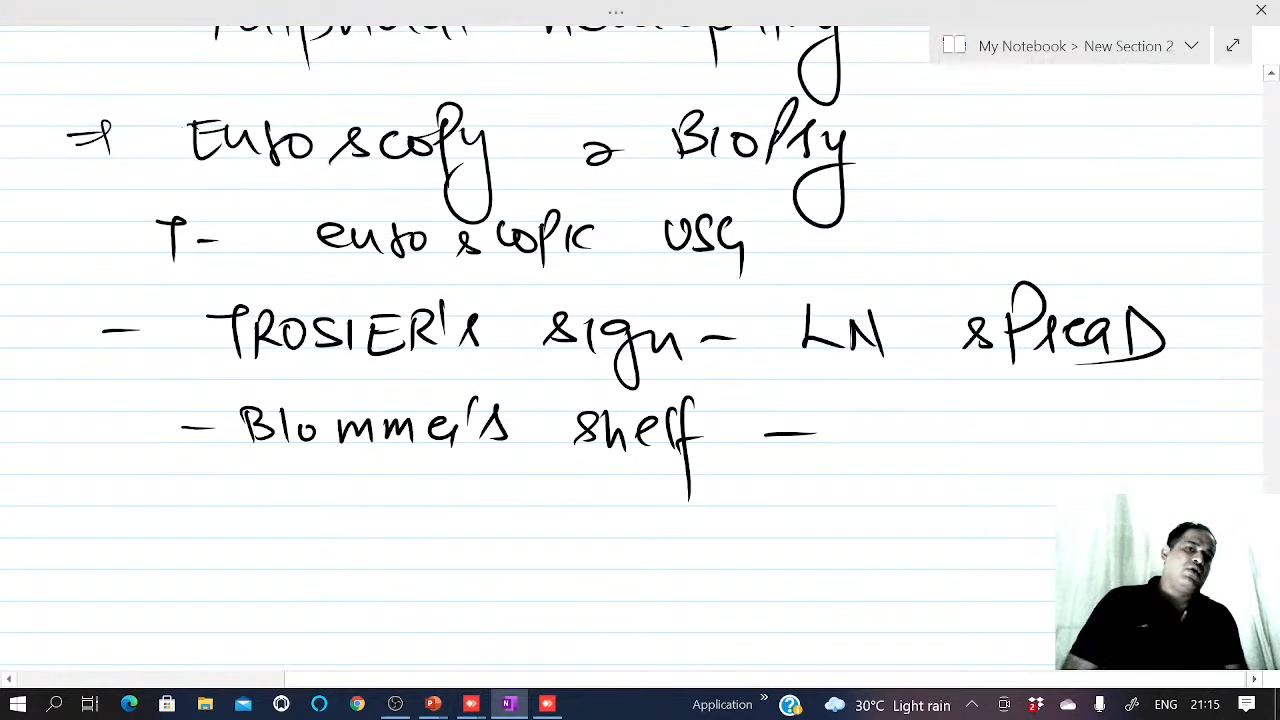 My Notebook > New Section 2
Endoscopy & Biopsy
T - endoscopic USG
- TROSIER's sign - LN spread
- Blommer's shelf -
Application
30°C Light rain
ENG
21:15